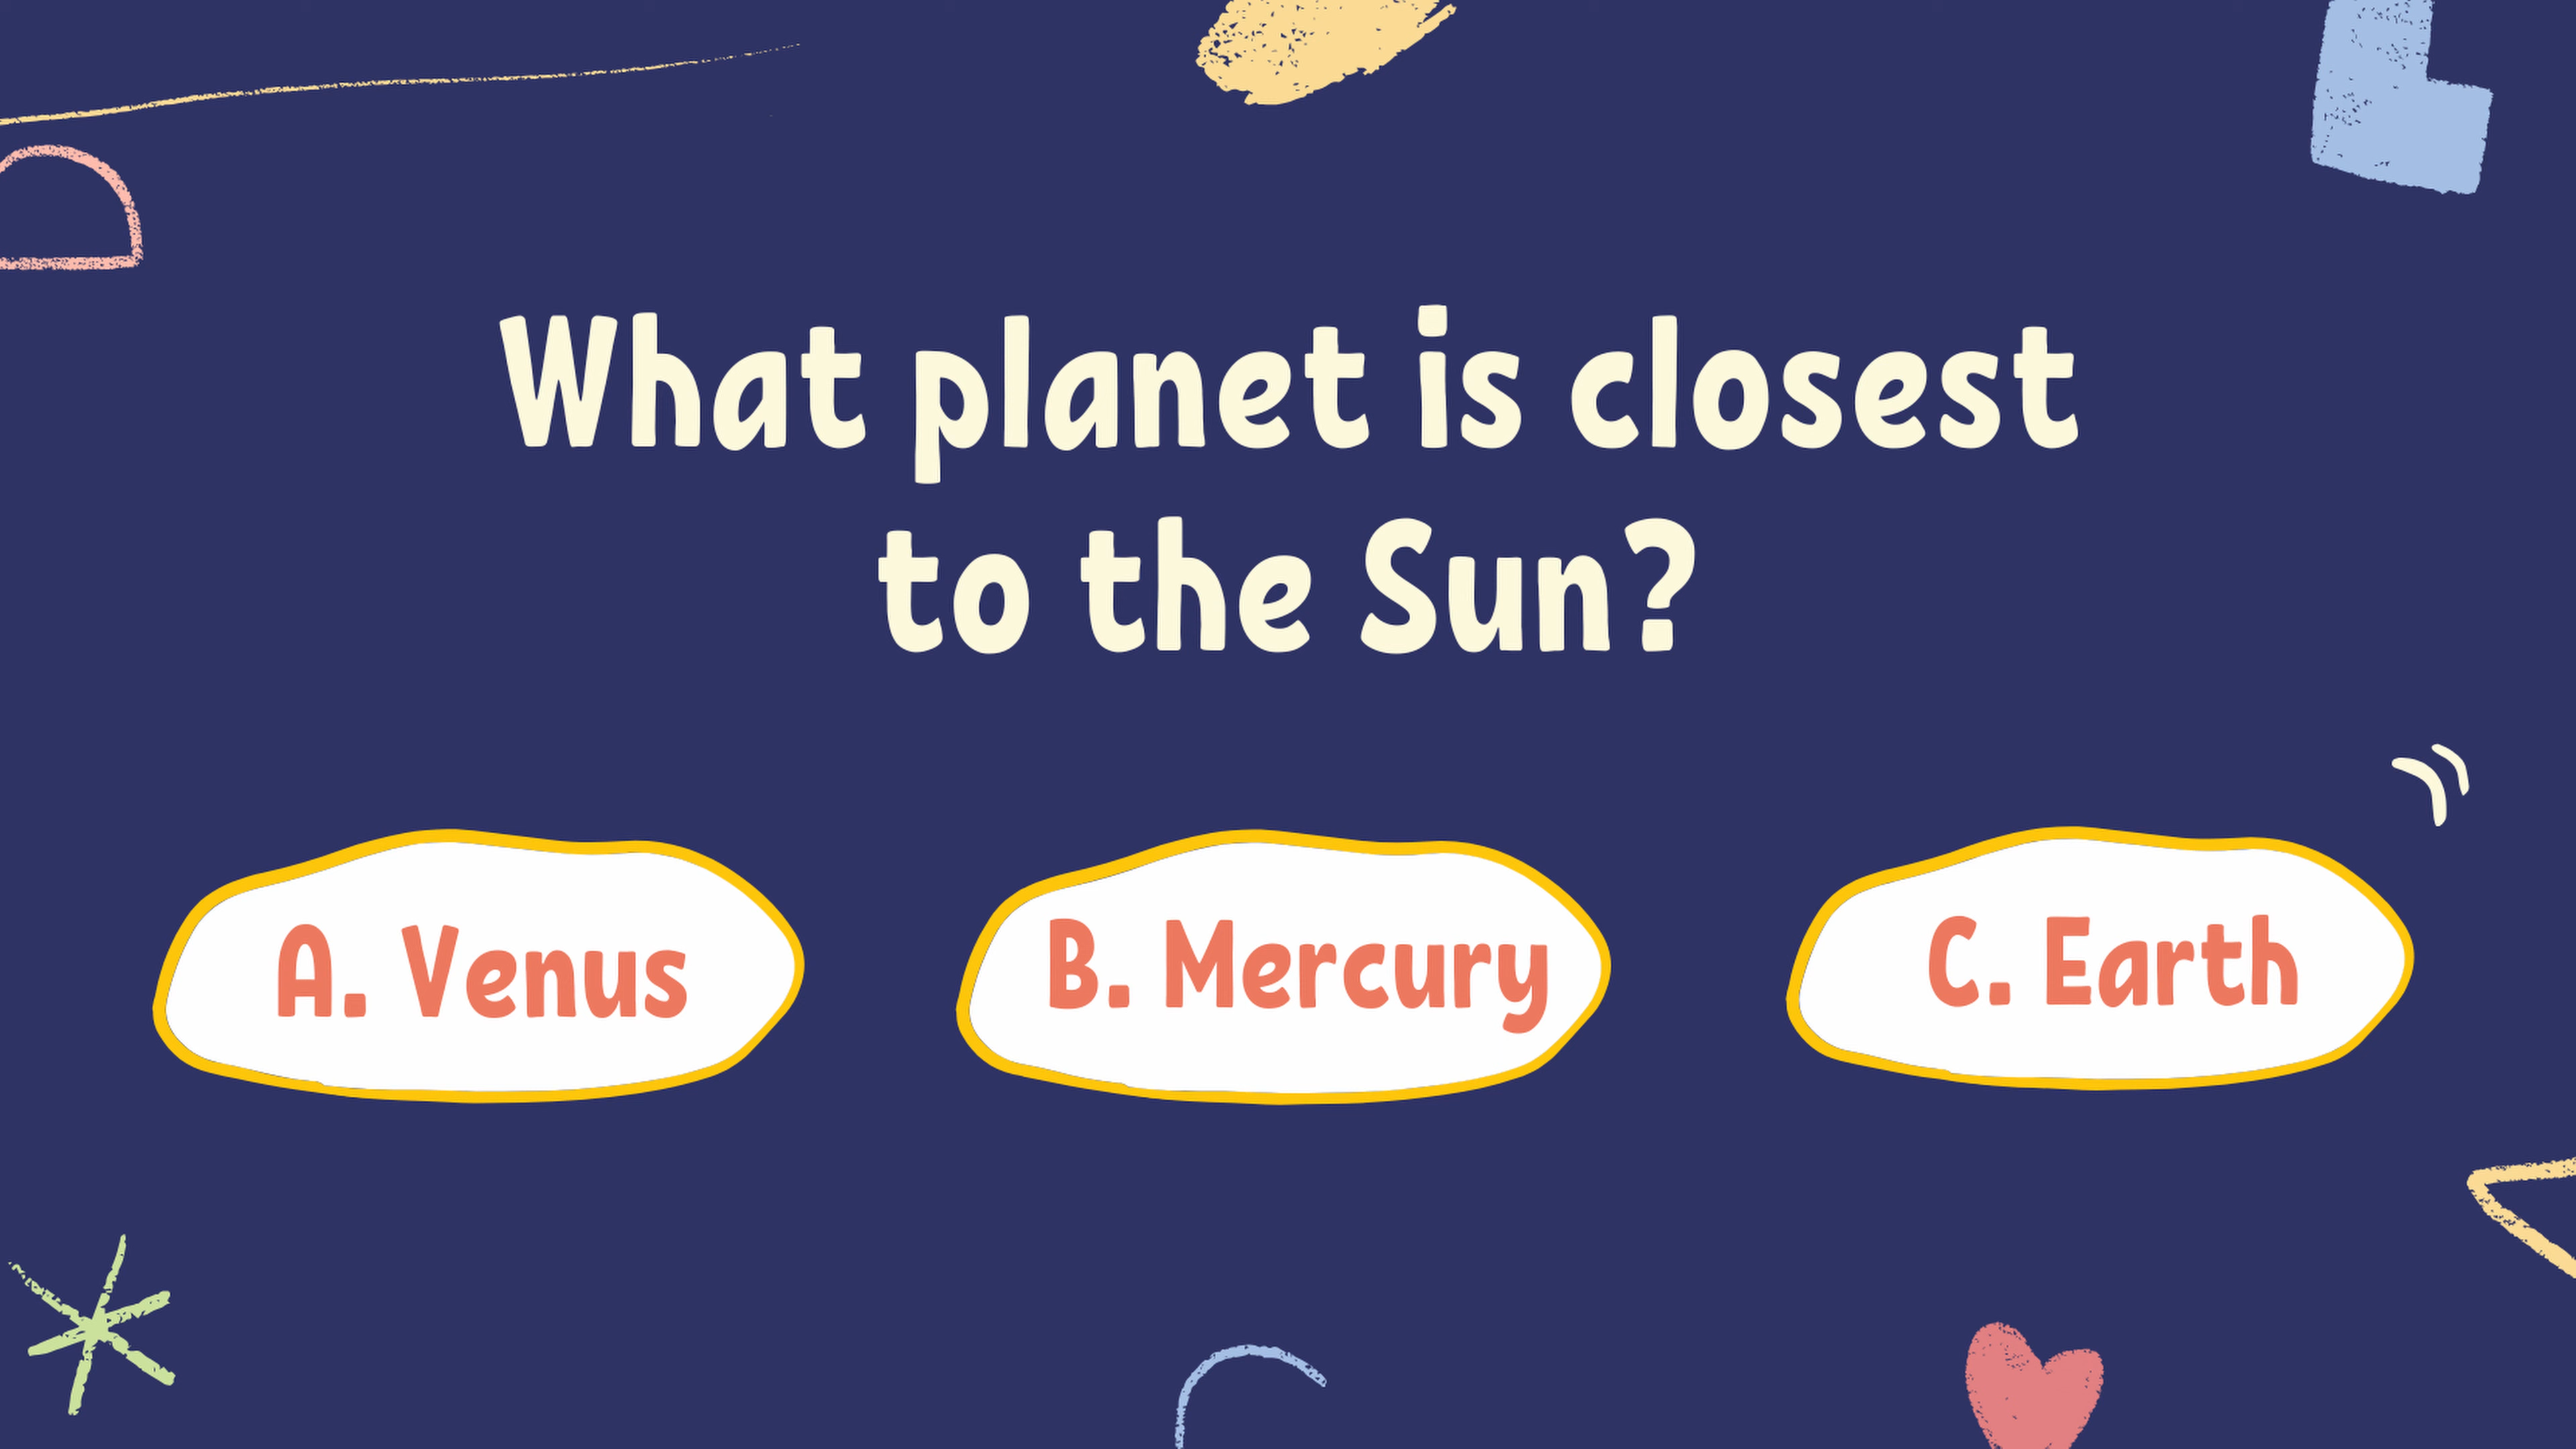 What planet is closest
to the Sun?
A. Venus
B. Mercury
C. Earth